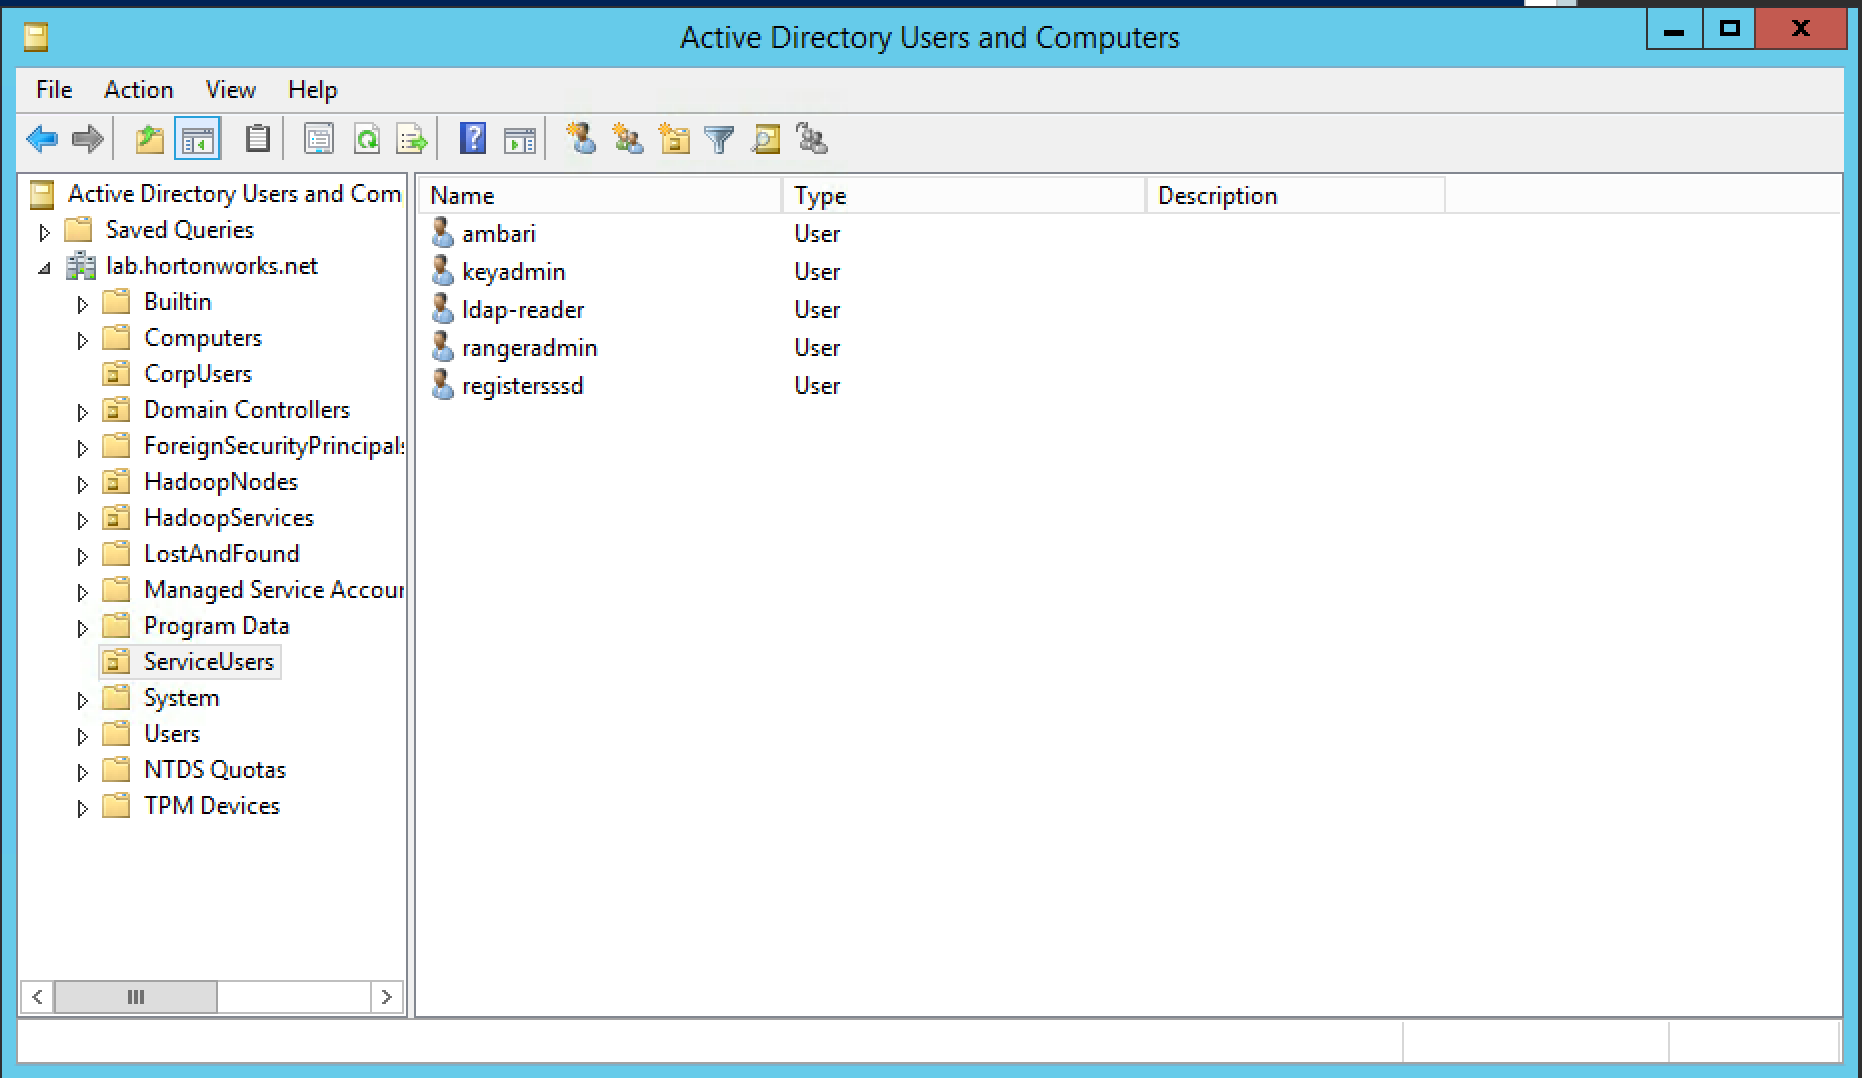 Active Directory Users and Computers
File Action View Help
Active Directory Users and Com
Saved Queries
lab.hortonworks.net
Builtin
Computers
CorpUsers
Domain Controllers
ForeignSecurityPrincipals
HadoopNodes
HadoopServices
LostAndFound
Managed Service Accour
Program Data
ServiceUsers
System
Users
NTDS Quotas
TPM Devices
Name Type Description
ambari User
keyadmin User
ldap-reader User
rangeradmin User
registersssd User